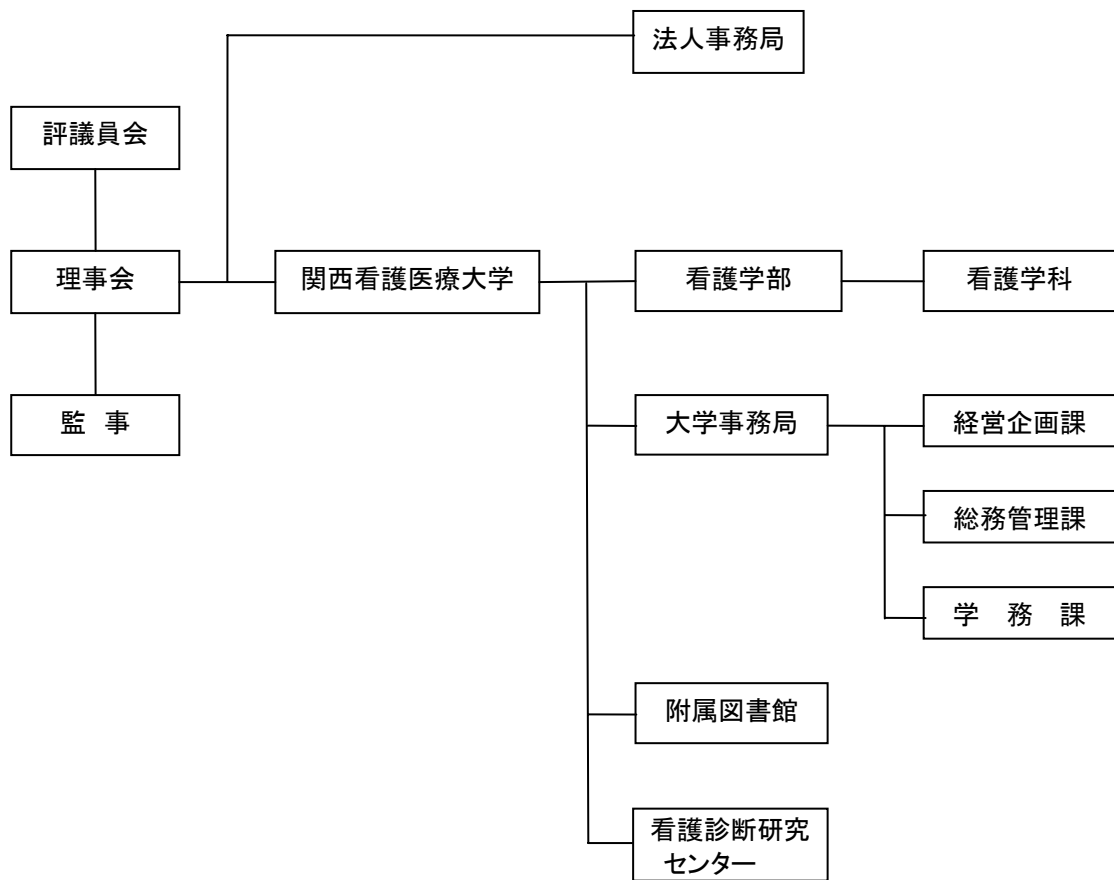 法人事務局
評議員会
理事会
関西看護医療大学
看護学部
看護学科
監 事
大学事務局
経営企画課
総務管理課
学 務 課
附属図書館
看護診断研究
センター